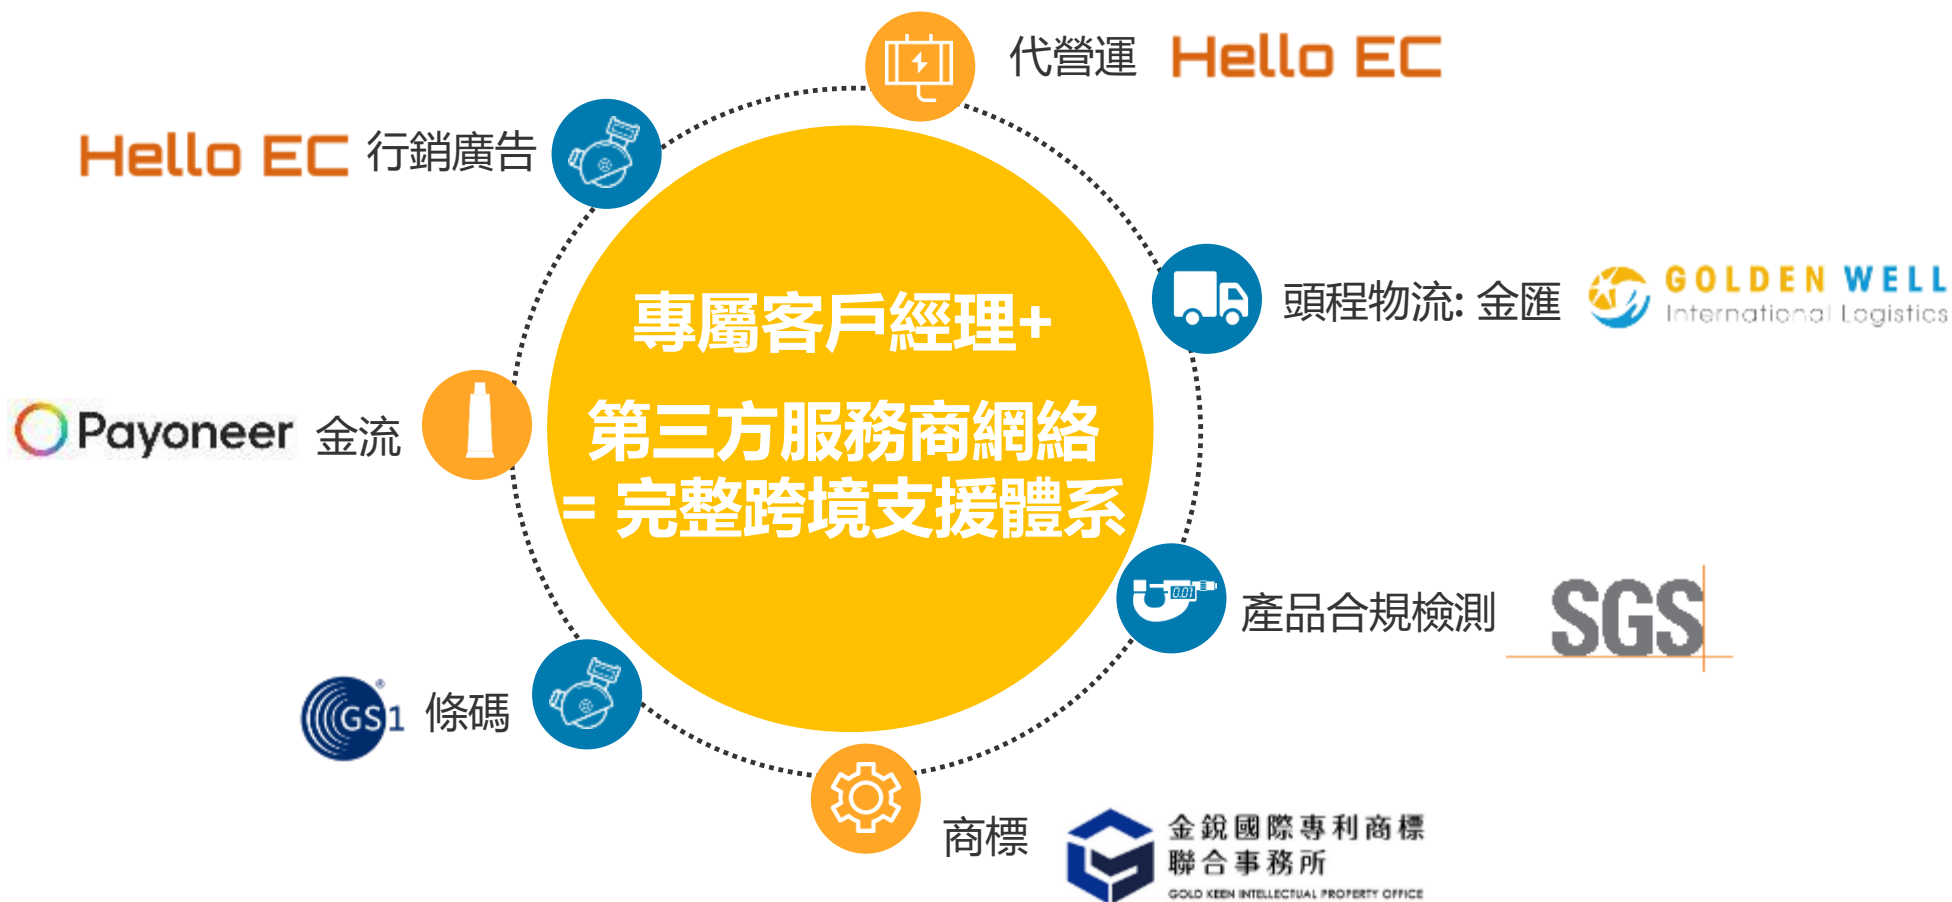 代營運 Hello EC
Hello EC 行銷廣告
頭程物流: 金匯 GOLDEN WELL
International Logistics
專屬客戶經理+
第三方服務商網絡
= 完整跨境支援體系
Payoneer 金流
0.01
產品合規檢測 SGS
GS1 條碼
商標
金銳國際專利商標
聯合事務所
GOLD KEEN INTELLECTUAL PROPERTY OFFICE